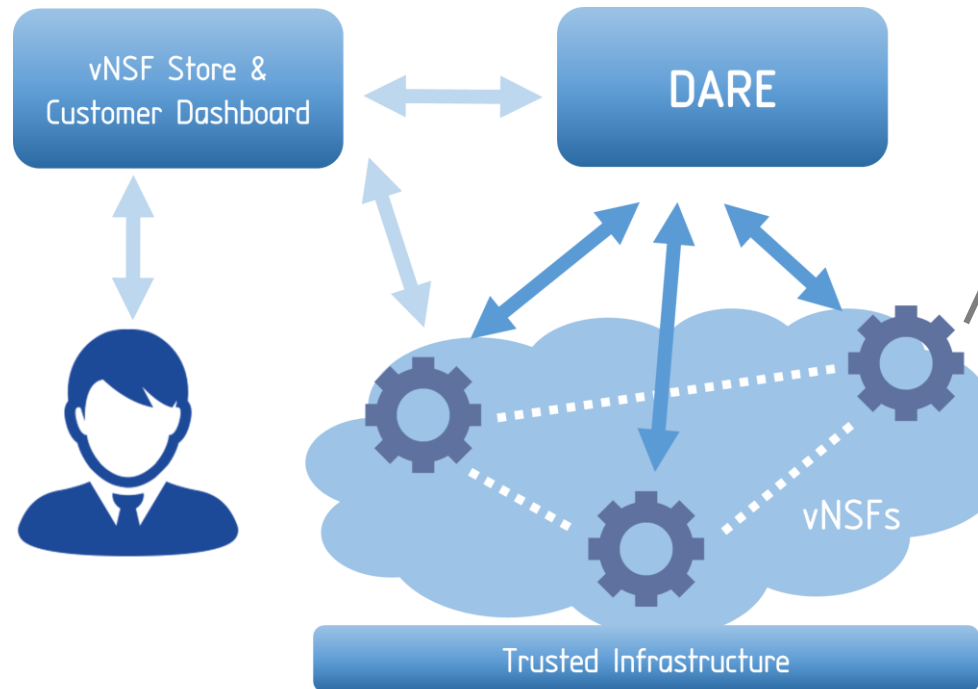 vNSF Store &
Customer Dashboard
DARE
vNSFs
Trusted Infrastructure